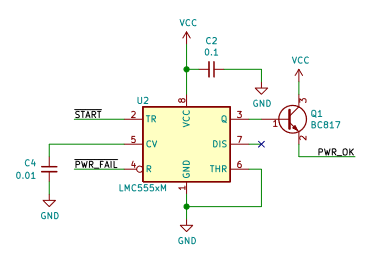 VCC
C2
0.1
VCC
GND
U2
8
VCC
START
2
TR
Q
3
1
3
Q1
BC817
2
5
CV
DIS
7
PWR_OK
C4
0.01
PWR_FAIL
4
R
GND
THR
6
LMC555xM
1
GND
GND